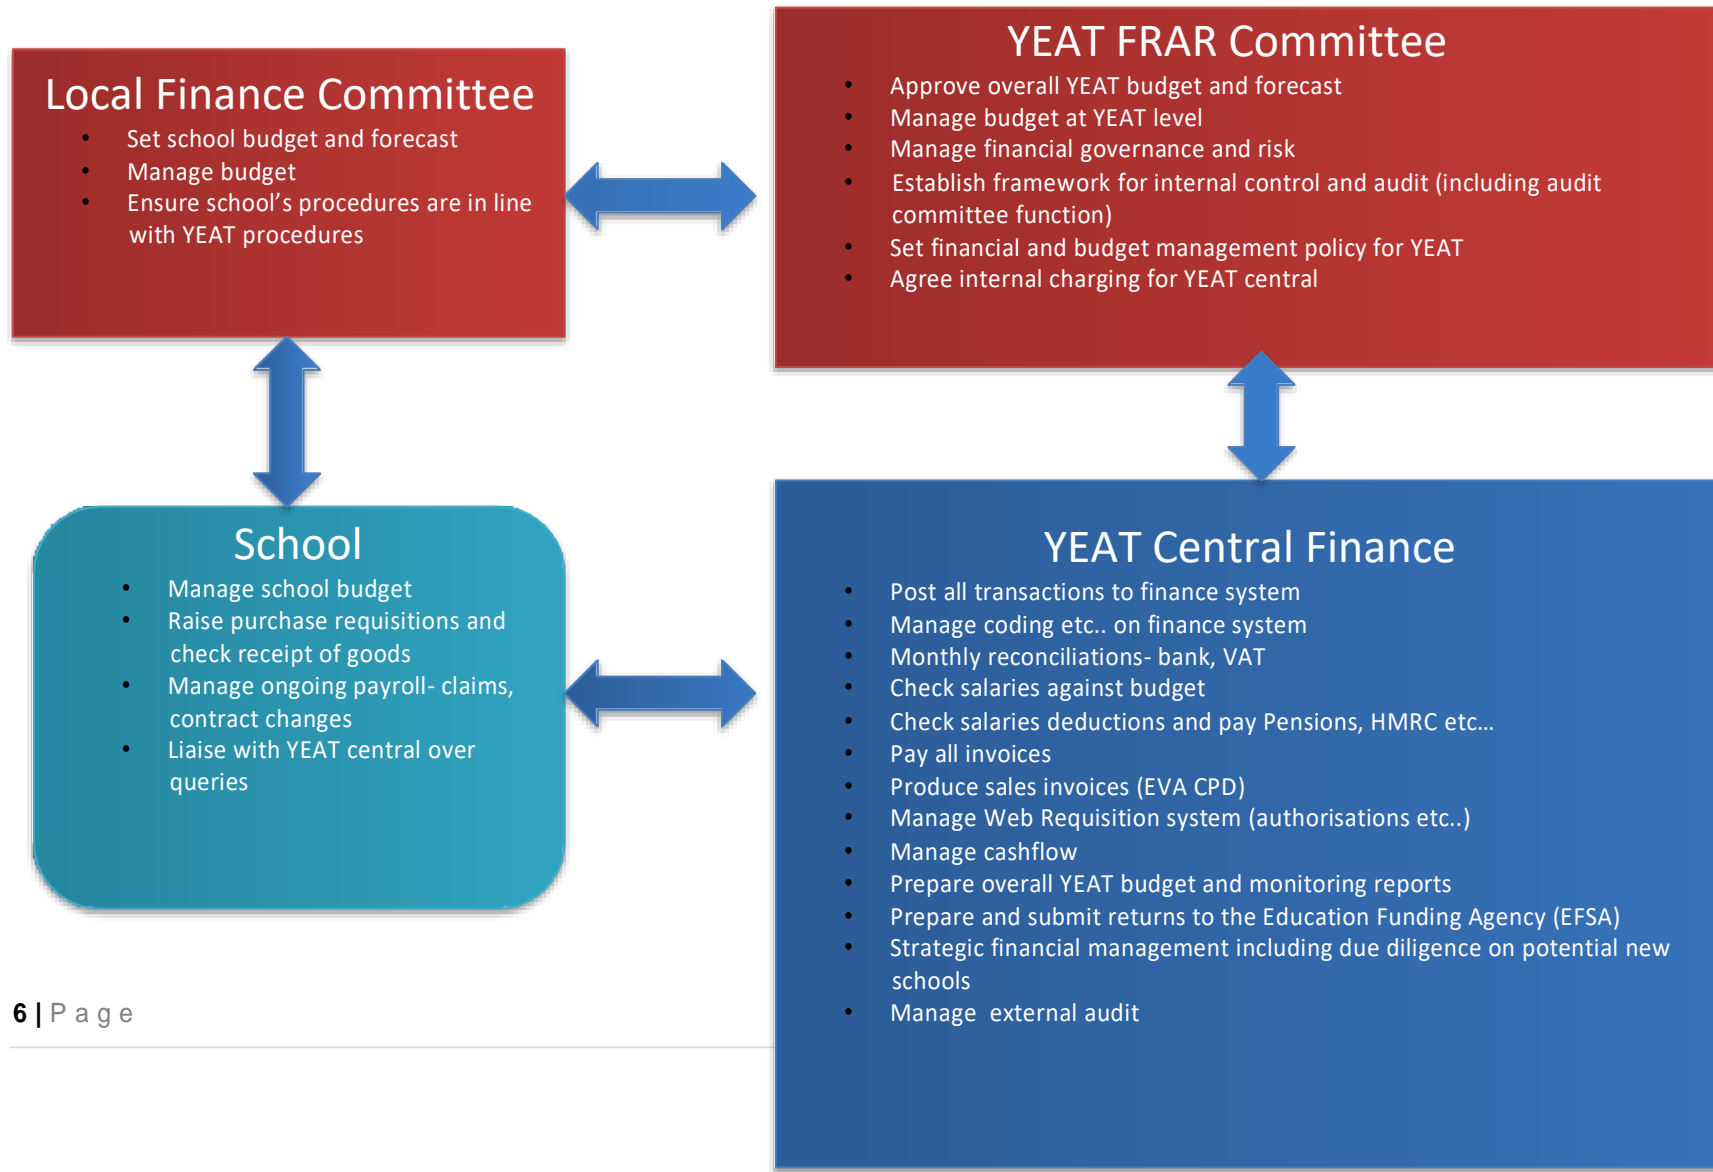 Local Finance Committee
• Set school budget and forecast
• Manage budget
• Ensure school’s procedures are in line
with YEAT procedures
YEAT FRAR Committee
• Approve overall YEAT budget and forecast
• Manage budget at YEAT level
• Manage financial governance and risk
• Establish framework for internal control and audit (including audit
committee function)
• Set financial and budget management policy for YEAT
• Agree internal charging for YEAT central
School
• Manage school budget
• Raise purchase requisitions and
check receipt of goods
• Manage ongoing payroll- claims,
contract changes
• Liaise with YEAT central over
queries
YEAT Central Finance
• Post all transactions to finance system
• Manage coding etc.. on finance system
• Monthly reconciliations- bank, VAT
• Check salaries against budget
• Check salaries deductions and pay Pensions, HMRC etc…
• Pay all invoices
• Produce sales invoices (EVA CPD)
• Manage Web Requisition system (authorisations etc..)
• Manage cashflow
• Prepare overall YEAT budget and monitoring reports
• Prepare and submit returns to the Education Funding Agency (EFSA)
• Strategic financial management including due diligence on potential new
schools
• Manage  external audit
6 | P a g e